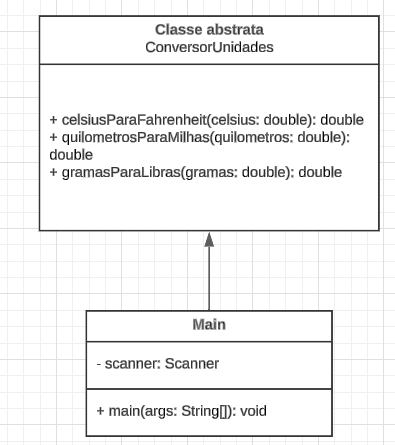 Classe abstrata
ConversorUnidades
+ celsiusParaFahrenheit(celsius: double): double
+ quilometrosParaMilhas(quilometros: double):
double
+ gramasParaLibras(gramas: double): double
Main
- scanner: Scanner
+ main(args: String[]): void